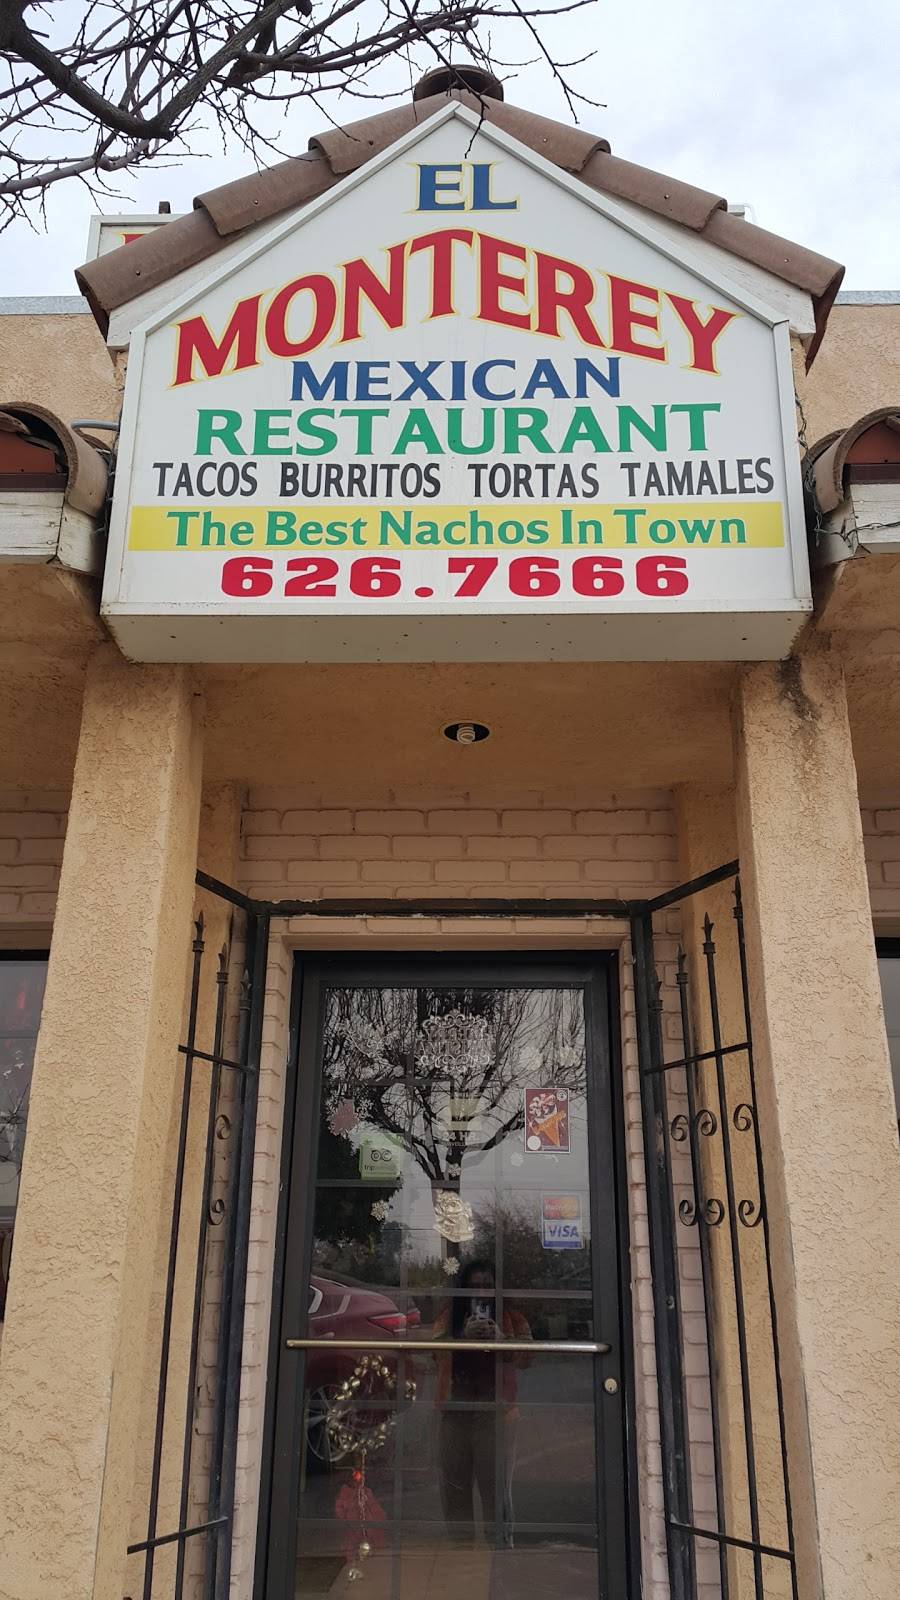 EL
MONTEREY
MEXICAN
RESTAURANT
TACOS BURRITOS TORTAS TAMALES
The Best Nachos In Town
626.7666
VISA